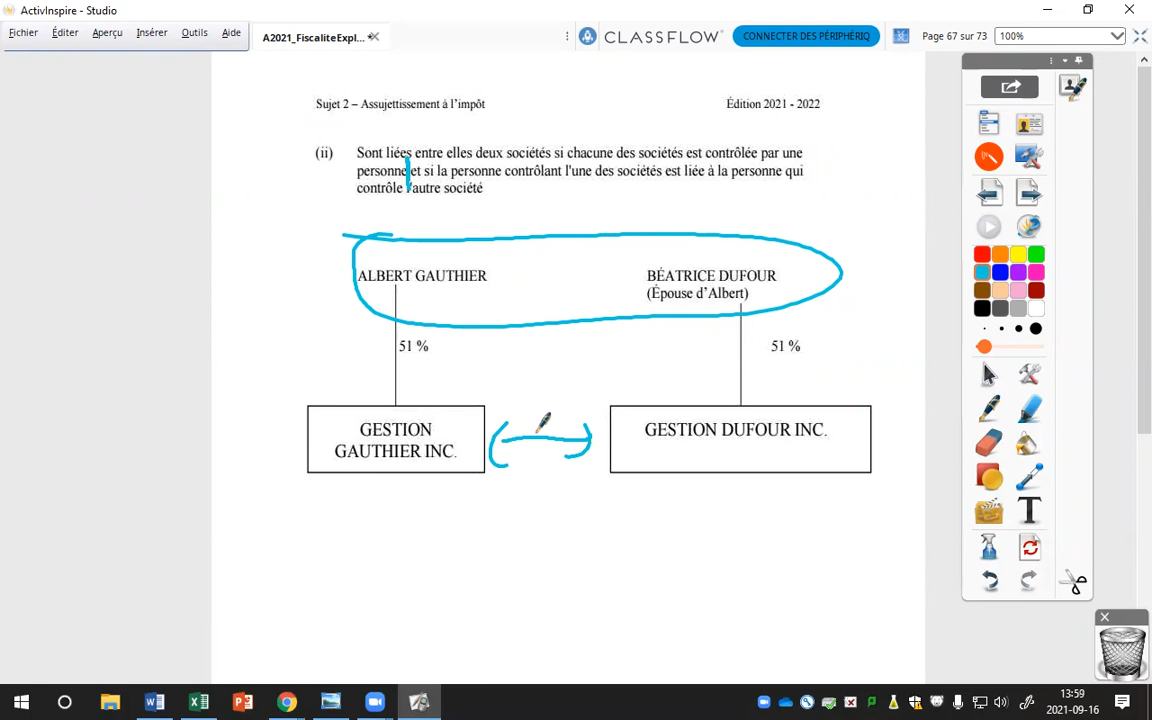 ActivInspire - Studio
Fichier Éditer Aperçu Insérer Outils Aide
A2021_FiscaliteExpl...
CLASSFLOW
CONNECTER DES PÉRIPHÉRIQ
Page 67 sur 73
100%
Sujet 2 – Assujettissement à l'impôt
Édition 2021 - 2022
(ii) Sont liées entre elles deux sociétés si chacune des sociétés est contrôlée par une
personne et si la personne contrôlant l'une des sociétés est liée à la personne qui
contrôle l'autre société
ALBERT GAUTHIER
BÉATRICE DUFOUR
(Épouse d'Albert)
51 %
51 %
GESTION
GAUTHIER INC.
GESTION DUFOUR INC.
13:59
2021-09-16